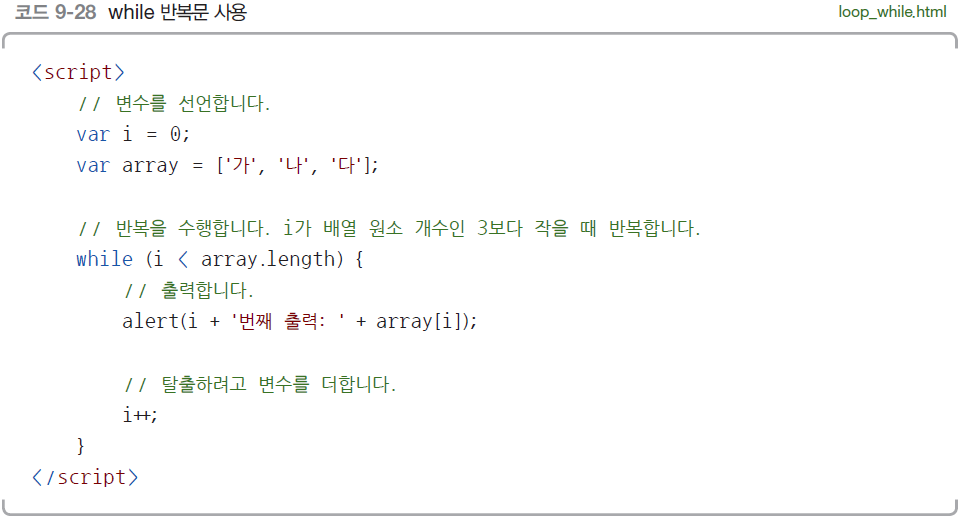 코드 9-28 while 반복문 사용
loop_while.html
<script>
// 변수를 선언합니다.
var i = 0;
var array = ['가', '나', '다'];
// 반복을 수행합니다. i가 배열 원소 개수인 3보다 작을 때 반복합니다.
while (i < array.length) {
// 출력합니다.
alert(i + '번째 출력: ' + array[i]);
// 탈출하려고 변수를 더합니다.
i++;
}
</script>